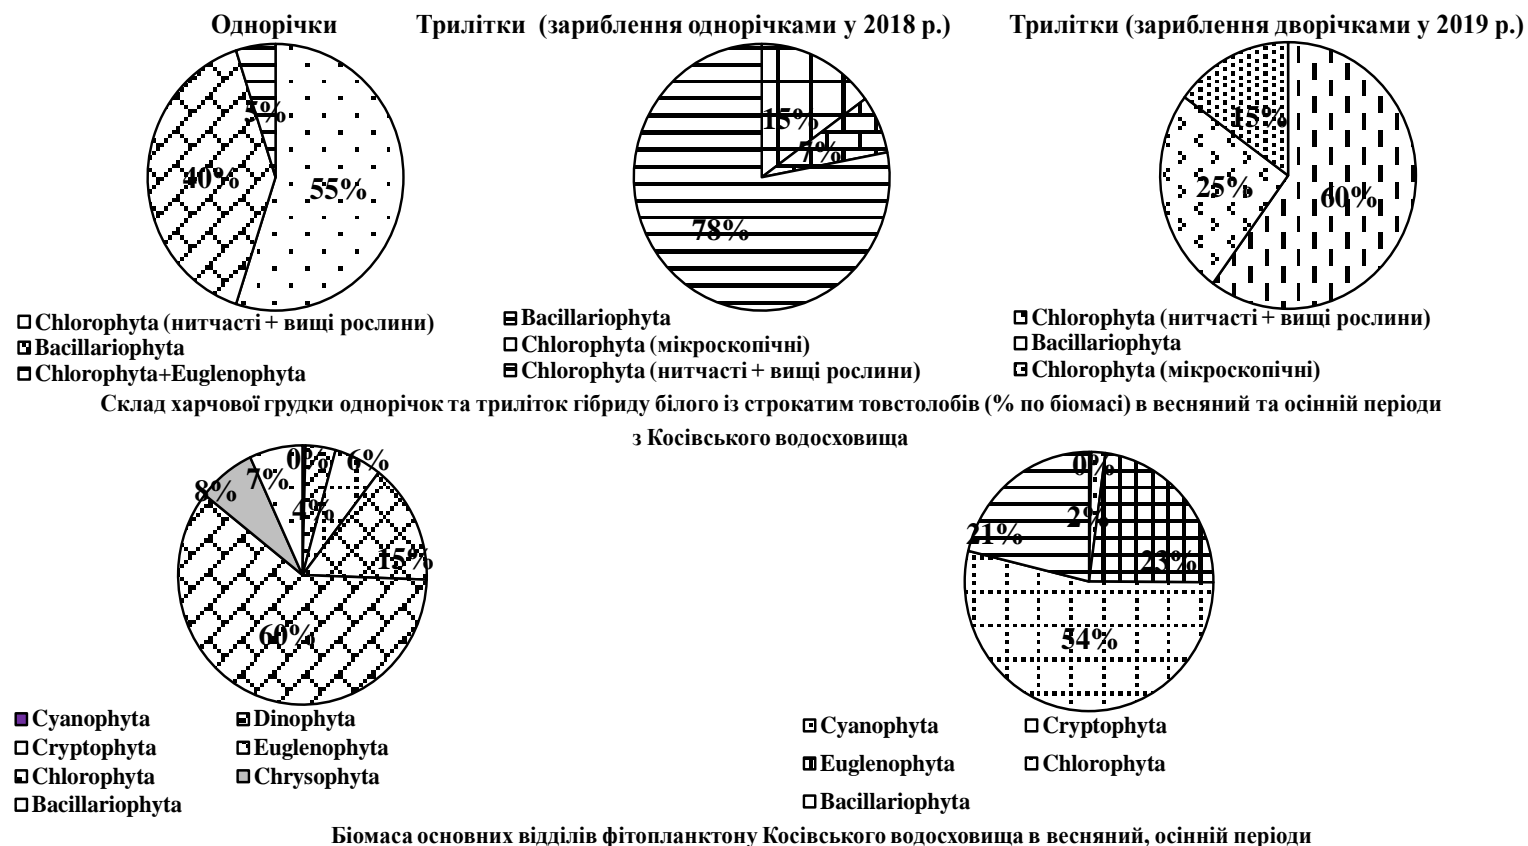 Однорічки
Трилітки (зариблення однорічками у 2018 р.)
Трилітки (зариблення дворічками у 2019 р.)
5%
40%
55%
15%
7%
78%
15%
25%
60%
Chlorophyta (нитчасті + вищі рослини)
Bacillariophyta
Chlorophyta+Euglenophyta
Bacillariophyta
Chlorophyta (мікроскопічні)
Chlorophyta (нитчасті + вищі рослини)
Chlorophyta (нитчасті + вищі рослини)
Bacillariophyta
Chlorophyta (мікроскопічні)
Склад харчової грудки однорічок та триліток гібриду білого із строкатим товстолобів (% по біомасі) в весняний та осінній періоди
з Косівського водосховища
0%
6%
7%
8%
4%
15%
60%
0%
2%
21%
23%
54%
Cyanophyta
Dinophyta
Cryptophyta
Euglenophyta
Chlorophyta
Chrysophyta
Bacillariophyta
Cyanophyta
Cryptophyta
Euglenophyta
Chlorophyta
Bacillariophyta
Біомаса основних відділів фітопланктону Косівського водосховища в весняний, осінній періоди